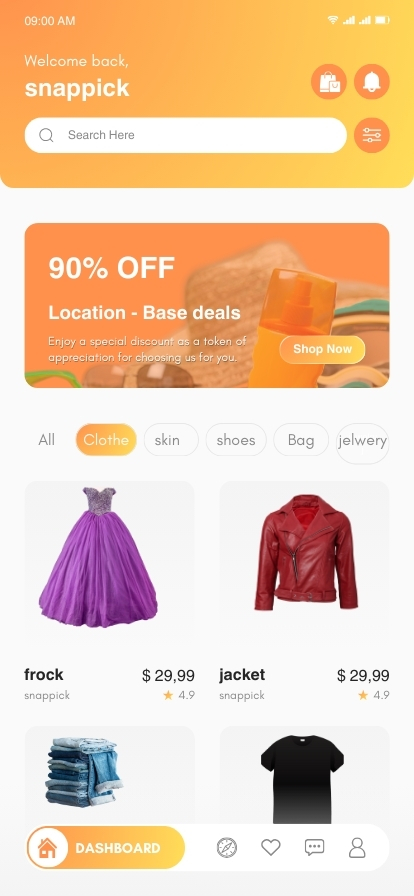 09:00 AM
Welcome back,
snappick
Search Here
90% OFF
Location - Base deals
Enjoy a special discount as a token of
appreciation for choosing us for you.
Shop Now
All Clothe skin shoes Bag jelwery
frock $ 29,99
snappick 4.9
jacket $ 29,99
snappick 4.9
DASHBOARD